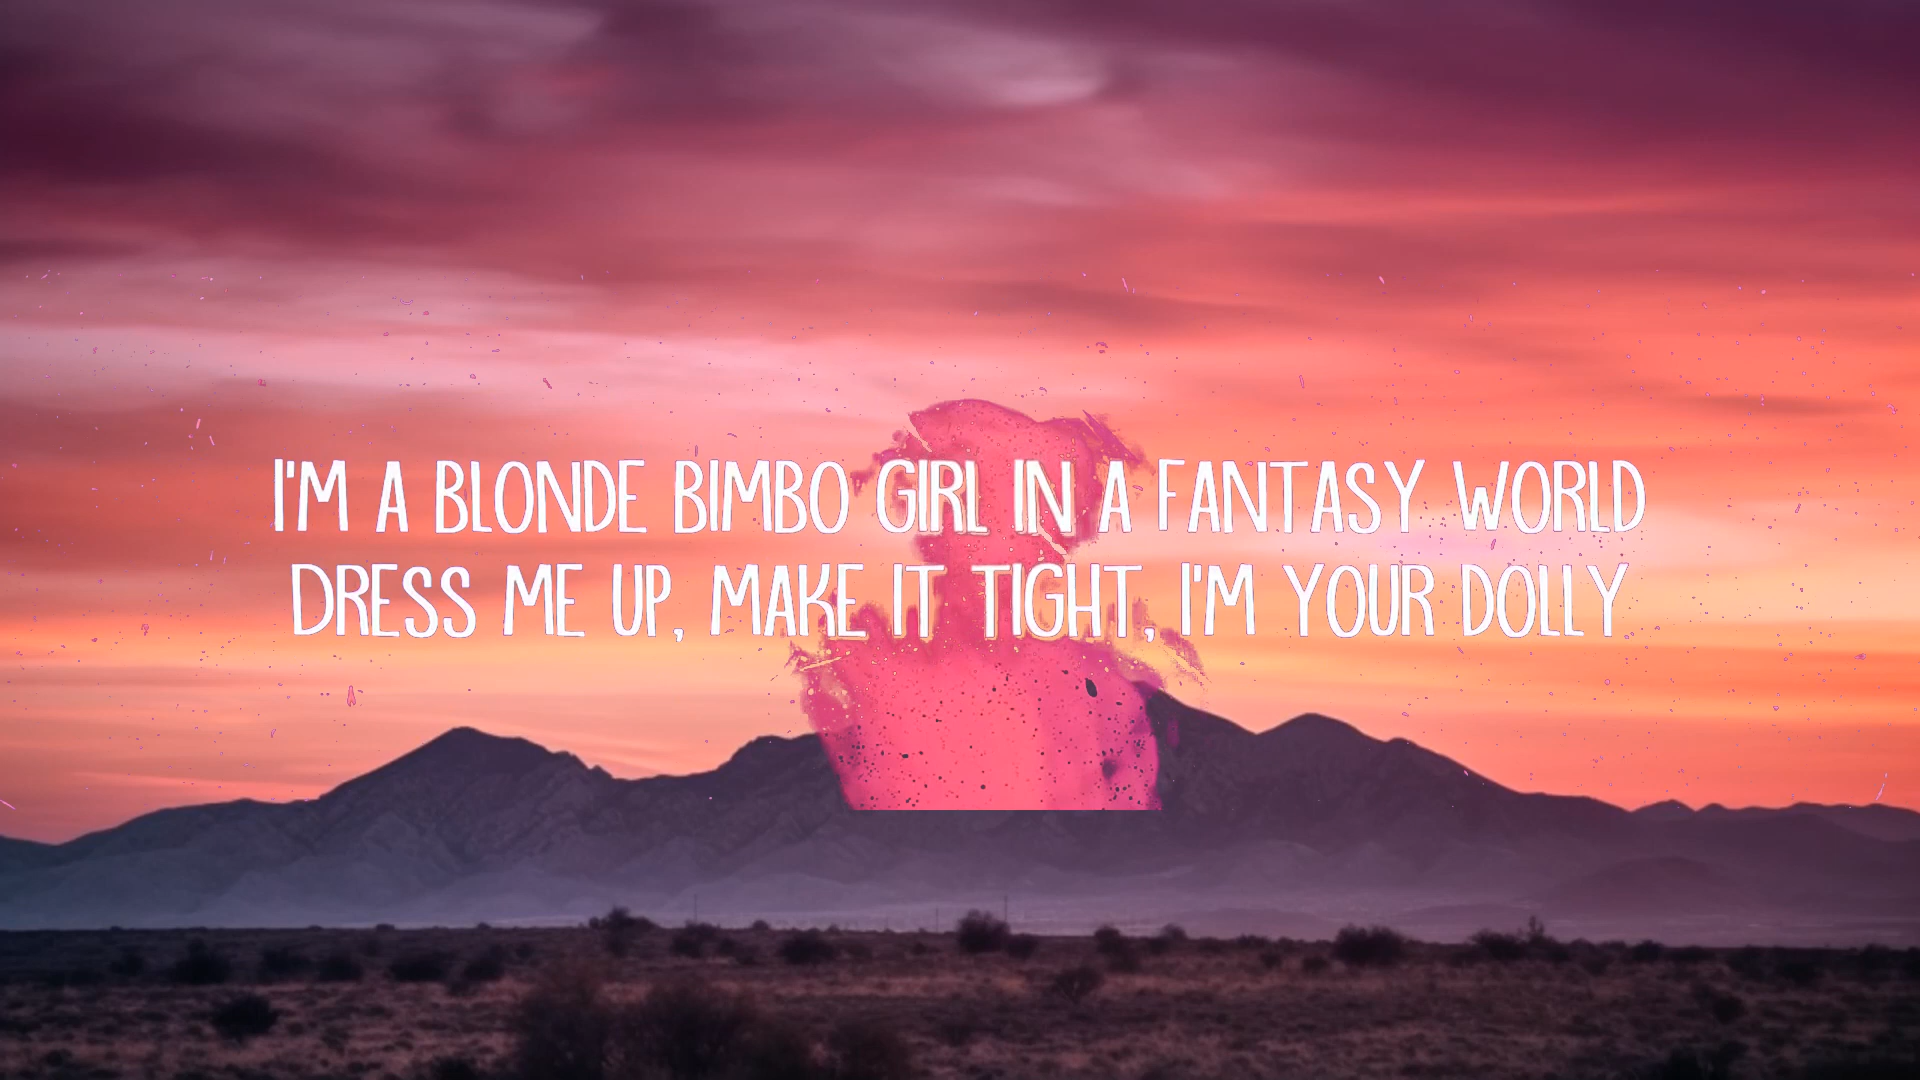 I'M A BLONDE BIMBO GIRL IN A FANTASY WORLD
DRESS ME UP, MAKE IT TIGHT, I'M YOUR DOLLY